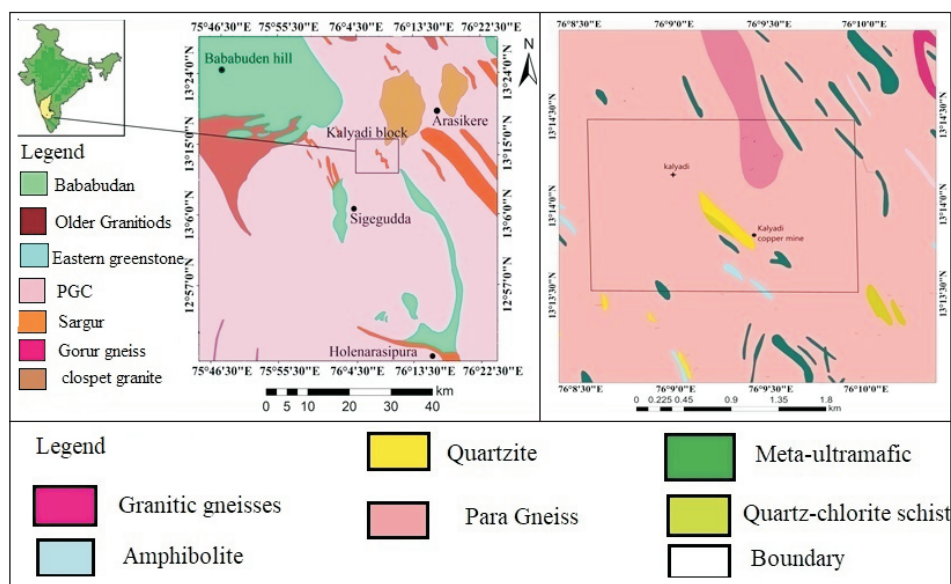 75°46'30"E 75°55'30"E 76°04'30"E 76°13'30"E 76°22'30"E
N
Bababuden hill
13°24'0"N
13°24'0"N
Arasikere
Kalyadi block
13°15'0"N
13°15'0"N
Sigegudda
13°6'0"N
13°6'0"N
12°57'0"N
12°57'0"N
Holenarasipura
75°46'30"E 75°55'30"E 76°04'30"E 76°13'30"E 76°22'30"E
0 5 10 20 30 40
km
Legend
Bababudan
Older Granitiods
Eastern greenstone
PGC
Sargur
Gorur gneiss
clospet granite
76°8'30"E 76°9'0"E 76°9'30"E 76°10'0"E
13°14'30"N
13°14'30"N
kalyadi
13°14'0"N
13°14'0"N
Kalyadi
copper mine
13°13'30"N
13°13'30"N
76°8'30"E 76°9'0"E 76°9'30"E 76°10'0"E
0 0.225 0.45 0.9 1.35 1.8
km
Legend
Quartzite
Meta-ultramafic
Granitic gneisses
Para Gneiss
Quartz-chlorite schist
Amphibolite
Boundary